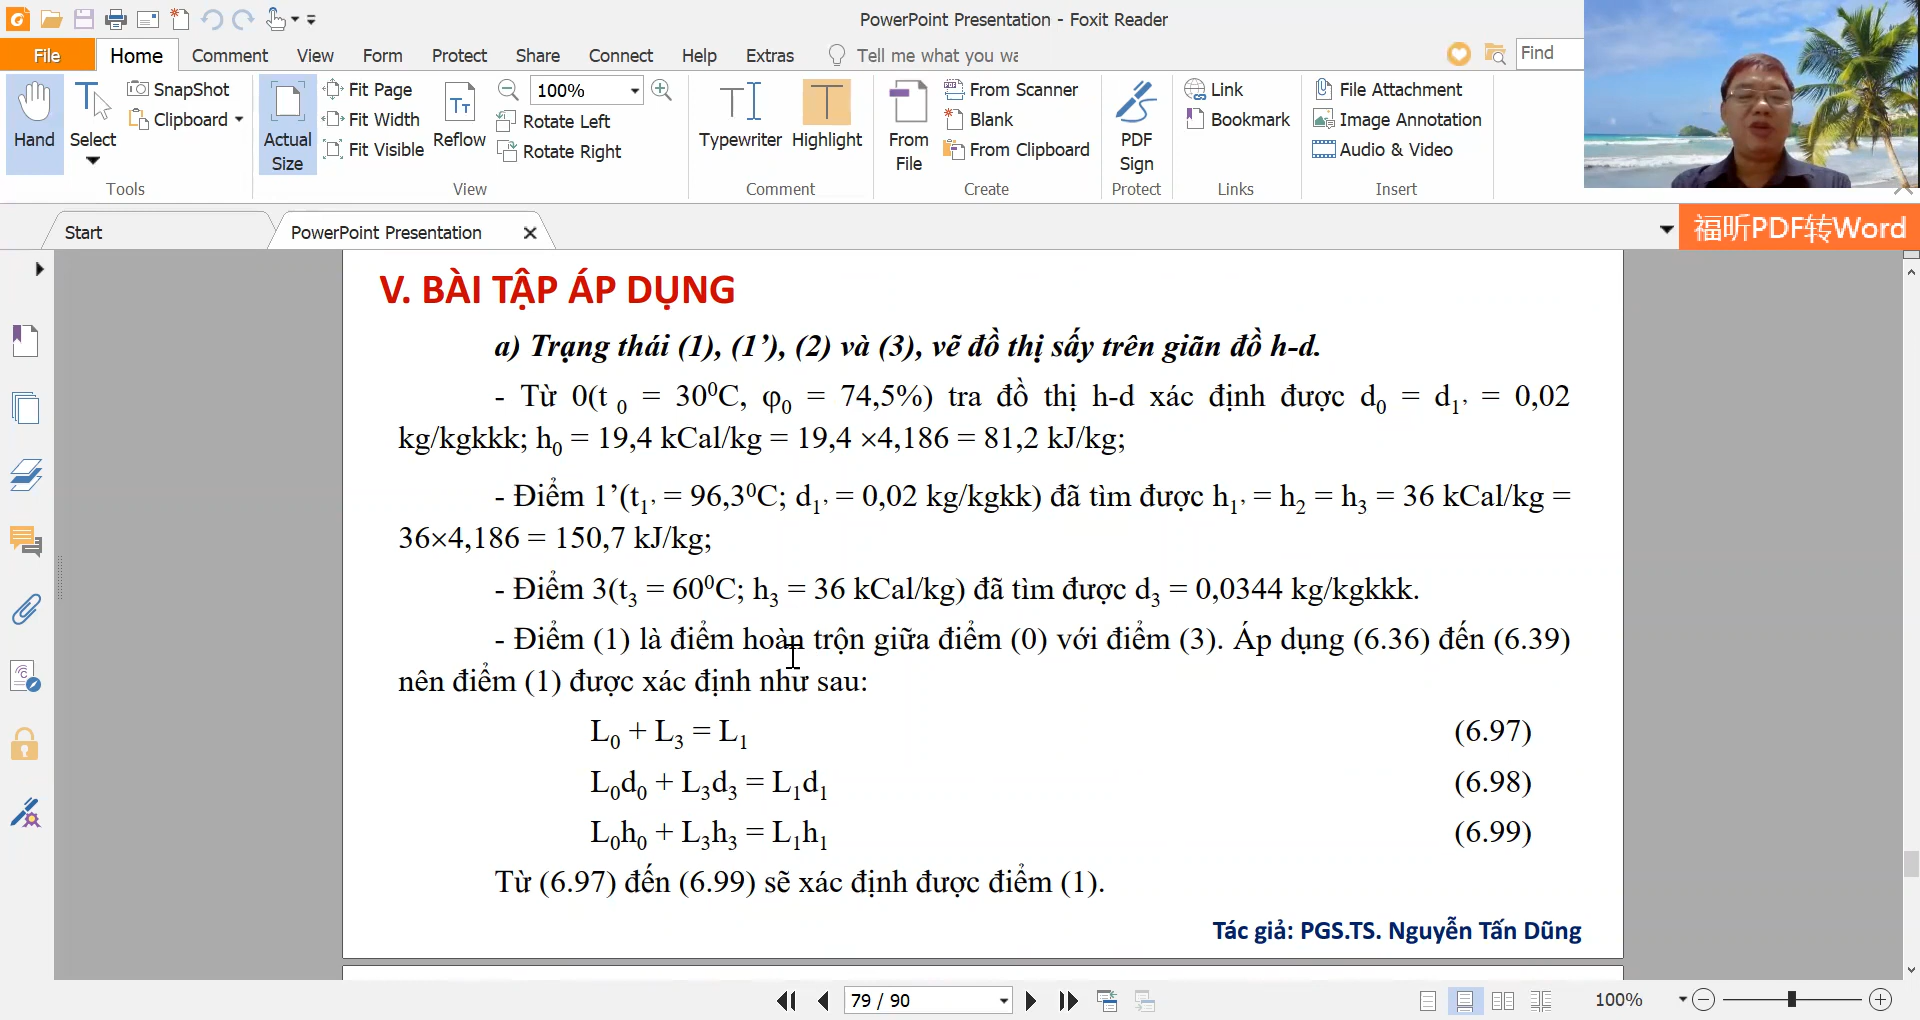 PowerPoint Presentation - Foxit Reader
File Home Comment View Form Protect Share Connect Help Extras Tell me what you wa Find
Hand Select SnapShot Clipboard Tools
Actual Size Fit Page Fit Width Fit Visible Reflow 100% Rotate Left Rotate Right View
Typewriter Highlight Comment
From File From Scanner Blank From Clipboard Create
PDF Sign Protect
Link Bookmark Links
File Attachment Image Annotation Audio & Video Insert
Start PowerPoint Presentation 福昕PDF转Word
V. BÀI TẬP ÁP DỤNG
a) Trạng thái (1), (1’), (2) và (3), vẽ đồ thị sấy trên giãn đồ h-d.
- Từ 0(t₀ = 30⁰C, φ₀ = 74,5%) tra đồ thị h-d xác định được d₀ = d₁’ = 0,02
kg/kgkkk; h₀ = 19,4 kCal/kg = 19,4 ×4,186 = 81,2 kJ/kg;
- Điểm 1’(t₁’ = 96,3⁰C; d₁’ = 0,02 kg/kgkk) đã tìm được h₁’ = h₂ = h₃ = 36 kCal/kg =
36×4,186 = 150,7 kJ/kg;
- Điểm 3(t₃ = 60⁰C; h₃ = 36 kCal/kg) đã tìm được d₃ = 0,0344 kg/kgkkk.
- Điểm (1) là điểm hoàn trộn giữa điểm (0) với điểm (3). Áp dụng (6.36) đến (6.39)
nên điểm (1) được xác định như sau:
L₀ + L₃ = L₁ (6.97)
L₀d₀ + L₃d₃ = L₁d₁ (6.98)
L₀h₀ + L₃h₃ = L₁h₁ (6.99)
Từ (6.97) đến (6.99) sẽ xác định được điểm (1).
Tác giả: PGS.TS. Nguyễn Tấn Dũng
79 / 90 100%